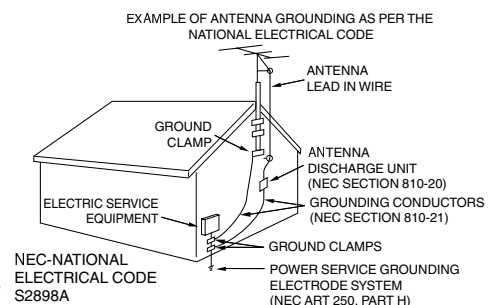 EXAMPLE OF ANTENNA GROUNDING AS PER THE
NATIONAL ELECTRICAL CODE
ANTENNA
LEAD IN WIRE
GROUND
CLAMP
ANTENNA
DISCHARGE UNIT
(NEC SECTION 810-20)
ELECTRIC SERVICE
EQUIPMENT
GROUNDING CONDUCTORS
(NEC SECTION 810-21)
GROUND CLAMPS
NEC-NATIONAL
ELECTRICAL CODE
S2898A
POWER SERVICE GROUNDING
ELECTRODE SYSTEM
(NEC ART 250, PART H)